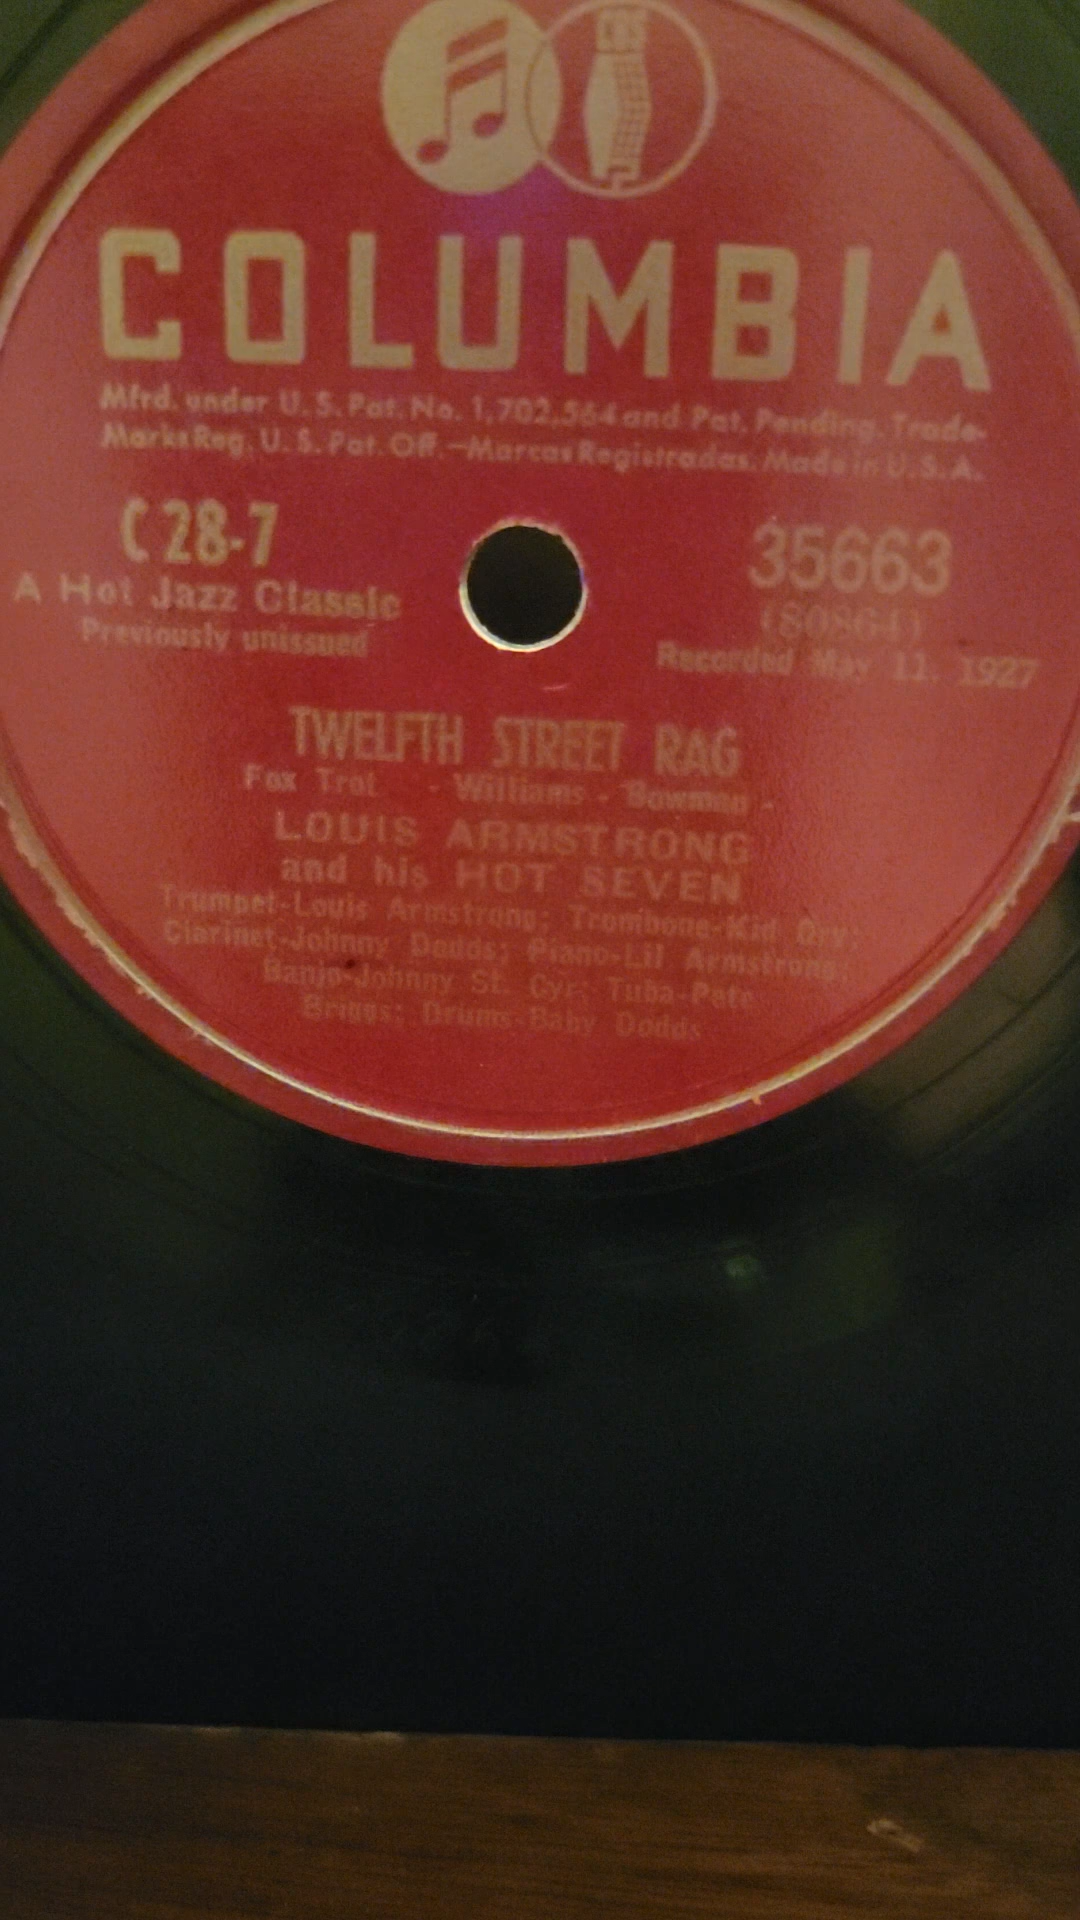 CBS
COLUMBIA
Mfrd. under U.S. Pat. No. 1,702,564 and Pat. Pending. Trade-
Marks Reg. U.S. Pat. Off.—Marcas Registradas. Made in U.S.A.
C 28-7
A Hot Jazz Classic
Previously unissued
35663
(80864)
Recorded May 11, 1927
TWELFTH STREET RAG
Fox Trot - Williams - Bowman -
LOUIS ARMSTRONG
and his HOT SEVEN
Trumpet-Louis Armstrong; Trombone-Kid Ory;
Clarinet-Johnny Dodds; Piano-Lil Armstrong;
Banjo-Johnny St. Cyr; Tuba-Pete
Briggs; Drums-Baby Dodds